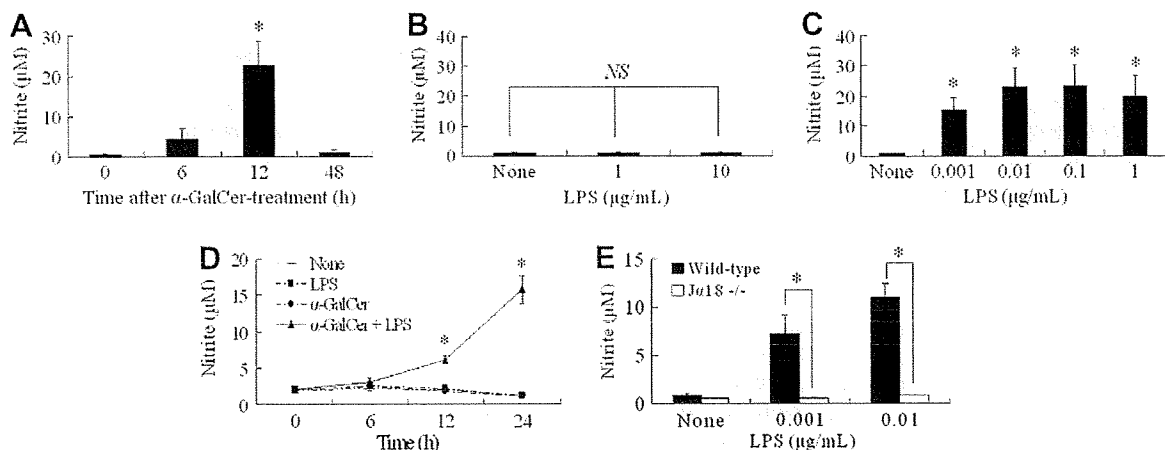 A
Nitrite (μM)
30
20
10
0
*
0 6 12 48
Time after α-GalCer-treatment (h)
B
Nitrite (μM)
40
30
20
10
0
NS
None 1 10
LPS (μg/mL)
C
Nitrite (μM)
40
30
20
10
0
* * * *
None 0.001 0.01 0.1 1
LPS (μg/mL)
D
Nitrite (μM)
20
15
10
5
0
None
LPS
α-GalCer
α-GalCer+LPS
* *
0 6 12 24
Time (h)
E
Nitrite (μM)
15
10
5
0
Wild-type
Jα18 -/-
* *
None 0.001 0.01
LPS (μg/mL)